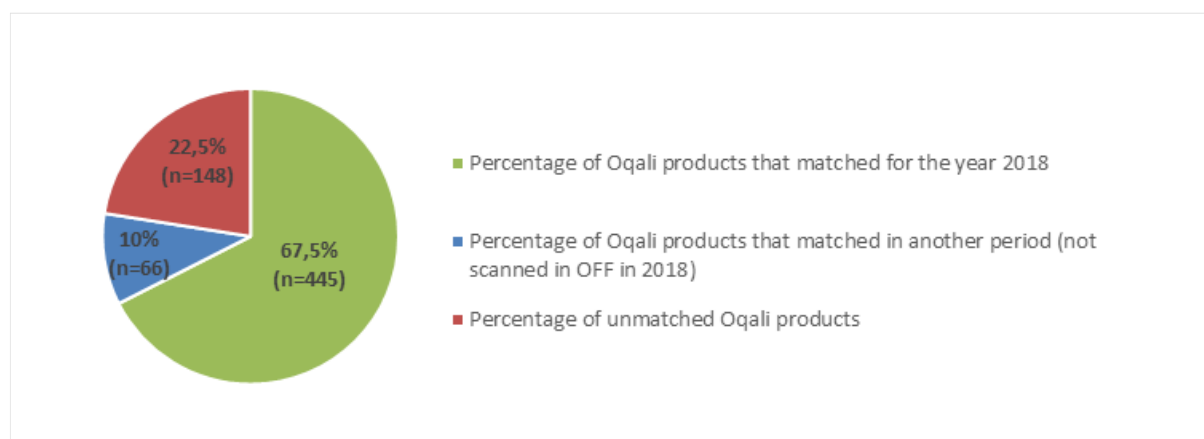 22,5%
(n=148)
10%
(n=66)
67,5%
(n=445)
Percentage of Oqali products that matched for the year 2018
Percentage of Oqali products that matched in another period (not
scanned in OFF in 2018)
Percentage of unmatched Oqali products